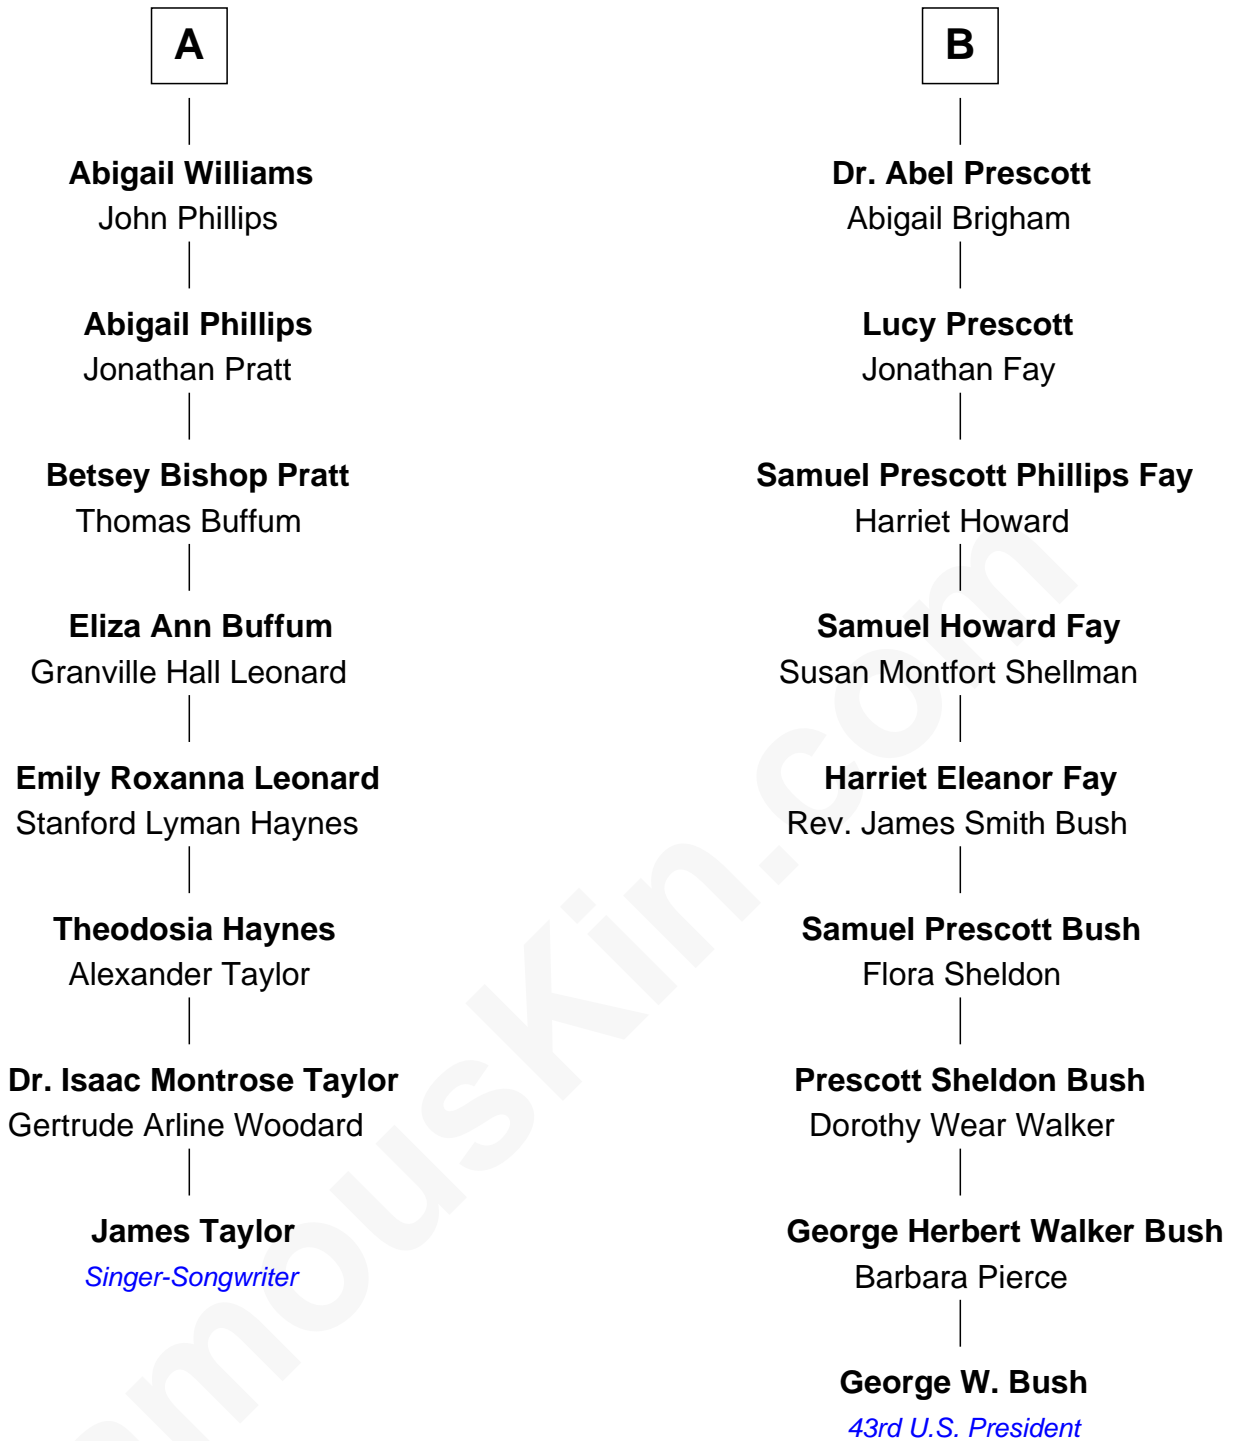 A
Abigail Williams
John Phillips
Abigail Phillips
Jonathan Pratt
Betsey Bishop Pratt
Thomas Buffum
Eliza Ann Buffum
Granville Hall Leonard
Emily Roxanna Leonard
Stanford Lyman Haynes
Theodosia Haynes
Alexander Taylor
Dr. Isaac Montrose Taylor
Gertrude Arline Woodard
James Taylor
Singer-Songwriter
B
Dr. Abel Prescott
Abigail Brigham
Lucy Prescott
Jonathan Fay
Samuel Prescott Phillips Fay
Harriet Howard
Samuel Howard Fay
Susan Montfort Shellman
Harriet Eleanor Fay
Rev. James Smith Bush
Samuel Prescott Bush
Flora Sheldon
Prescott Sheldon Bush
Dorothy Wear Walker
George Herbert Walker Bush
Barbara Pierce
George W. Bush
43rd U.S. President
amousKin.com